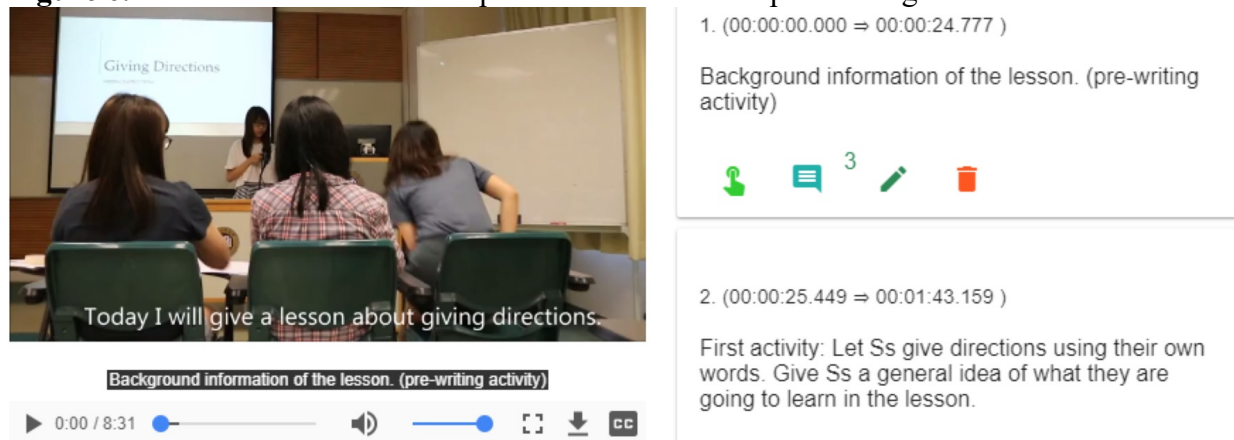 Giving Directions
Today I will give a lesson about giving directions.
Background information of the lesson. (pre-writing activity)
0:00 / 8:31
CC
1. (00:00:00.000 ⇒ 00:00:24.777 )
Background information of the lesson. (pre-writing
activity)
3
2. (00:00:25.449 ⇒ 00:01:43.159 )
First activity: Let Ss give directions using their own
words. Give Ss a general idea of what they are
going to learn in the lesson.